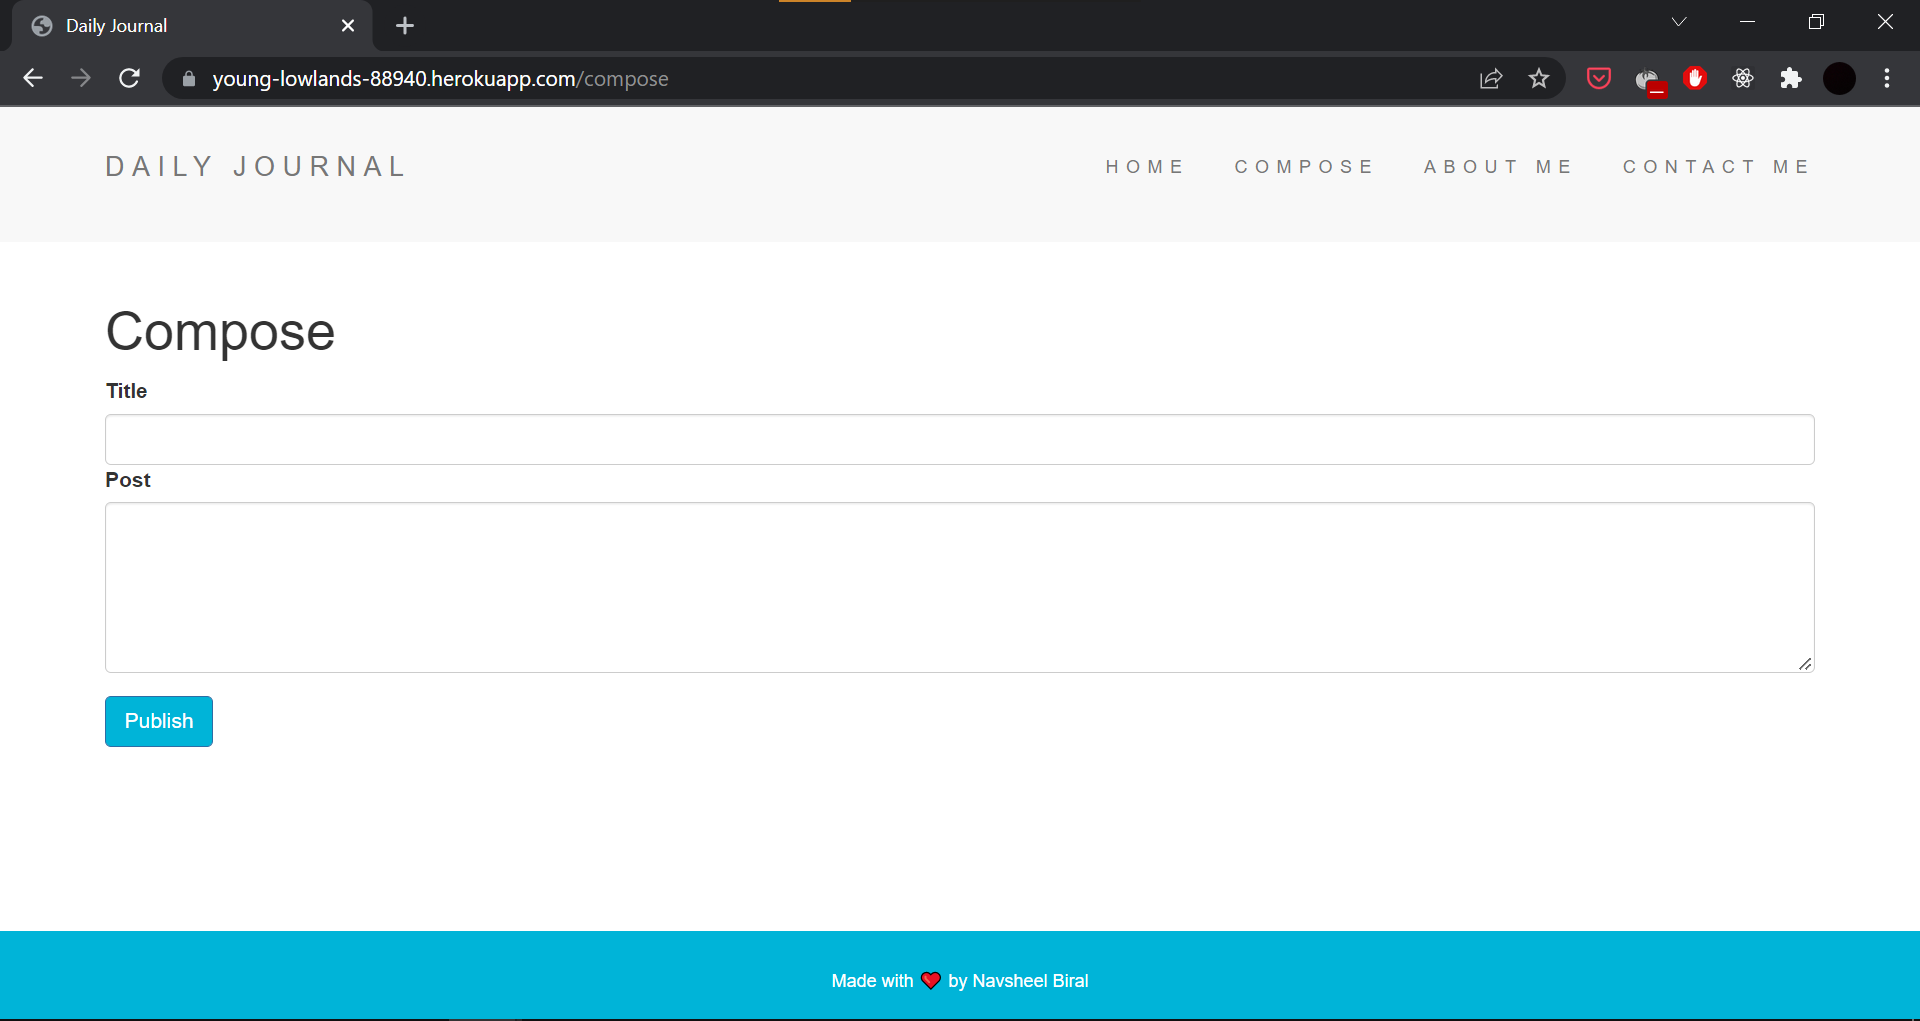 Daily Journal
young-lowlands-88940.herokuapp.com/compose
DAILY JOURNAL
HOME COMPOSE ABOUT ME CONTACT ME
Compose
Title
Post
Publish
Made with ❤ by Navsheel Biral